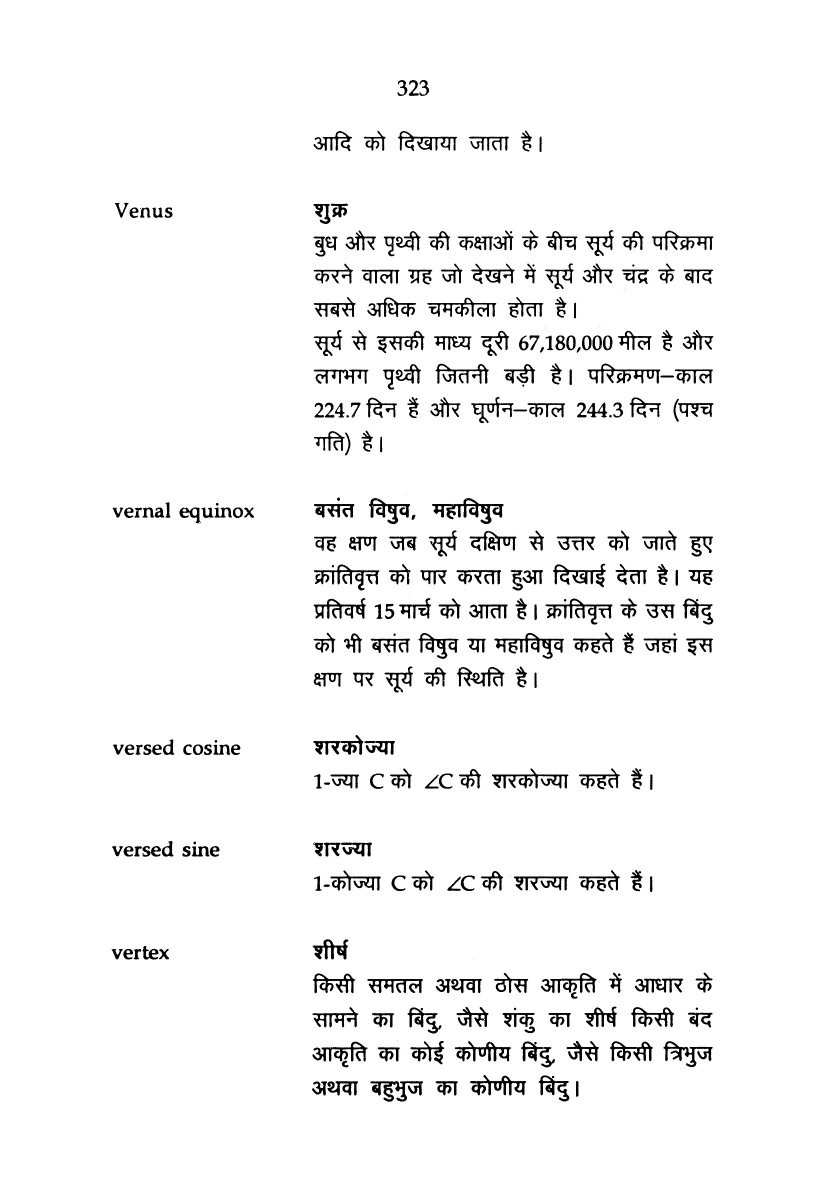 323
आदि को दिखाया जाता है।
Venus शुक्र
बुध और पृथ्वी की कक्षाओं के बीच सूर्य की परिक्रमा
करने वाला ग्रह जो देखने में सूर्य और चंद्र के बाद
सबसे अधिक चमकीला होता है।
सूर्य से इसकी माध्य दूरी 67,180,000 मील है और
लगभग पृथ्वी जितनी बड़ी है। परिक्रमण–काल
224.7 दिन हैं और घूर्णन–काल 244.3 दिन (पश्च
गति) है।
vernal equinox बसंत विषुव, महाविषुव
वह क्षण जब सूर्य दक्षिण से उत्तर को जाते हुए
क्रांतिवृत्त को पार करता हुआ दिखाई देता है। यह
प्रतिवर्ष 15 मार्च को आता है। क्रांतिवृत्त के उस बिंदु
को भी बसंत विषुव या महाविषुव कहते हैं जहां इस
क्षण पर सूर्य की स्थिति है।
versed cosine शरकोज्या
1-ज्या C को ∠C की शरकोज्या कहते हैं।
versed sine शरज्या
1-कोज्या C को ∠C की शरज्या कहते हैं।
vertex शीर्ष
किसी समतल अथवा ठोस आकृति में आधार के
सामने का बिंदु, जैसे शंकु का शीर्ष किसी बंद
आकृति का कोई कोणीय बिंदु, जैसे किसी त्रिभुज
अथवा बहुभुज का कोणीय बिंदु।